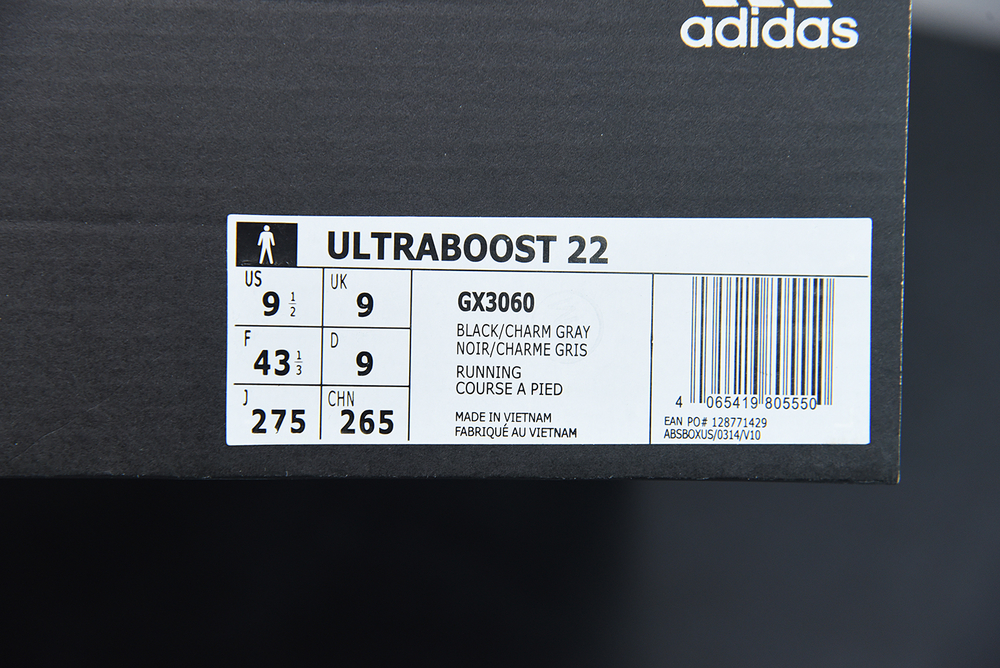 adidas
ULTRABOOST 22
US
9 1/2
UK
9
F
43 1/3
D
9
J
275
CHN
265
GX3060
BLACK/CHARM GRAY
NOIR/CHARME GRIS
RUNNING
COURSE A PIED
MADE IN VIETNAM
FABRIQUÉ AU VIETNAM
4 065419 805550
EAN PO# 128771429
ABSBOXUS/0314/V10